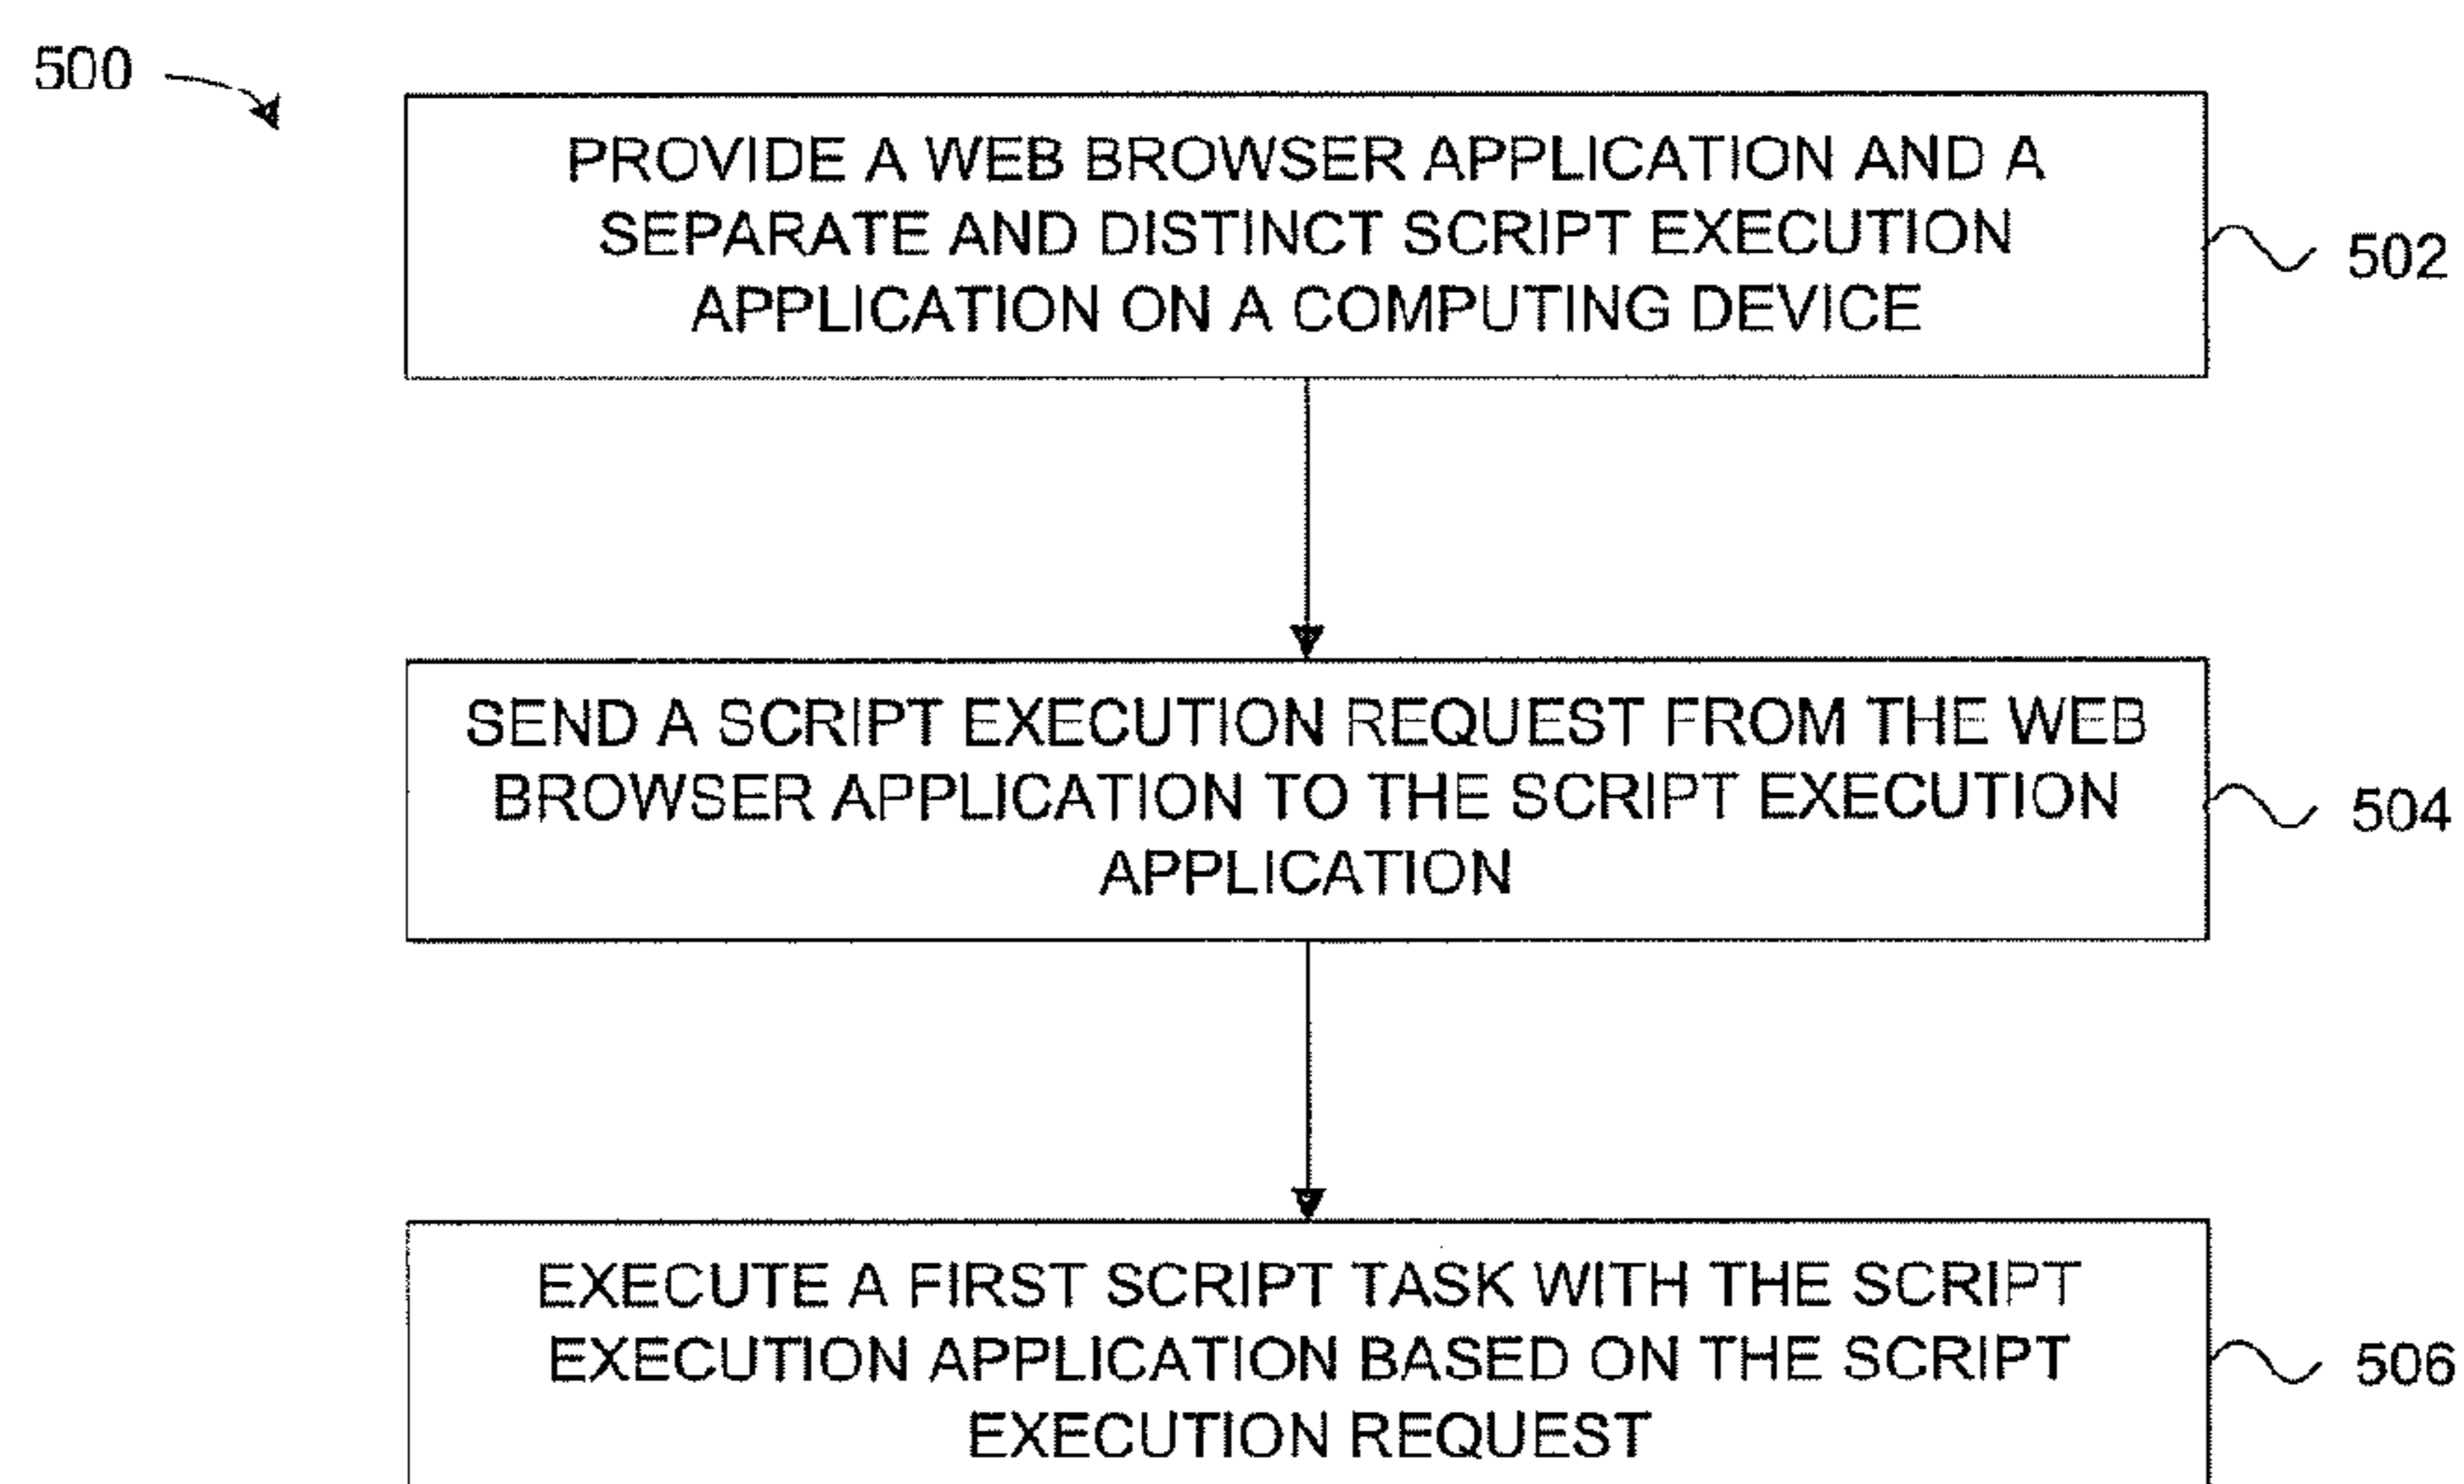 500
PROVIDE A WEB BROWSER APPLICATION AND A
SEPARATE AND DISTINCT SCRIPT EXECUTION
APPLICATION ON A COMPUTING DEVICE
502
SEND A SCRIPT EXECUTION REQUEST FROM THE WEB
BROWSER APPLICATION TO THE SCRIPT EXECUTION
APPLICATION
504
EXECUTE A FIRST SCRIPT TASK WITH THE SCRIPT
EXECUTION APPLICATION BASED ON THE SCRIPT
EXECUTION REQUEST
506